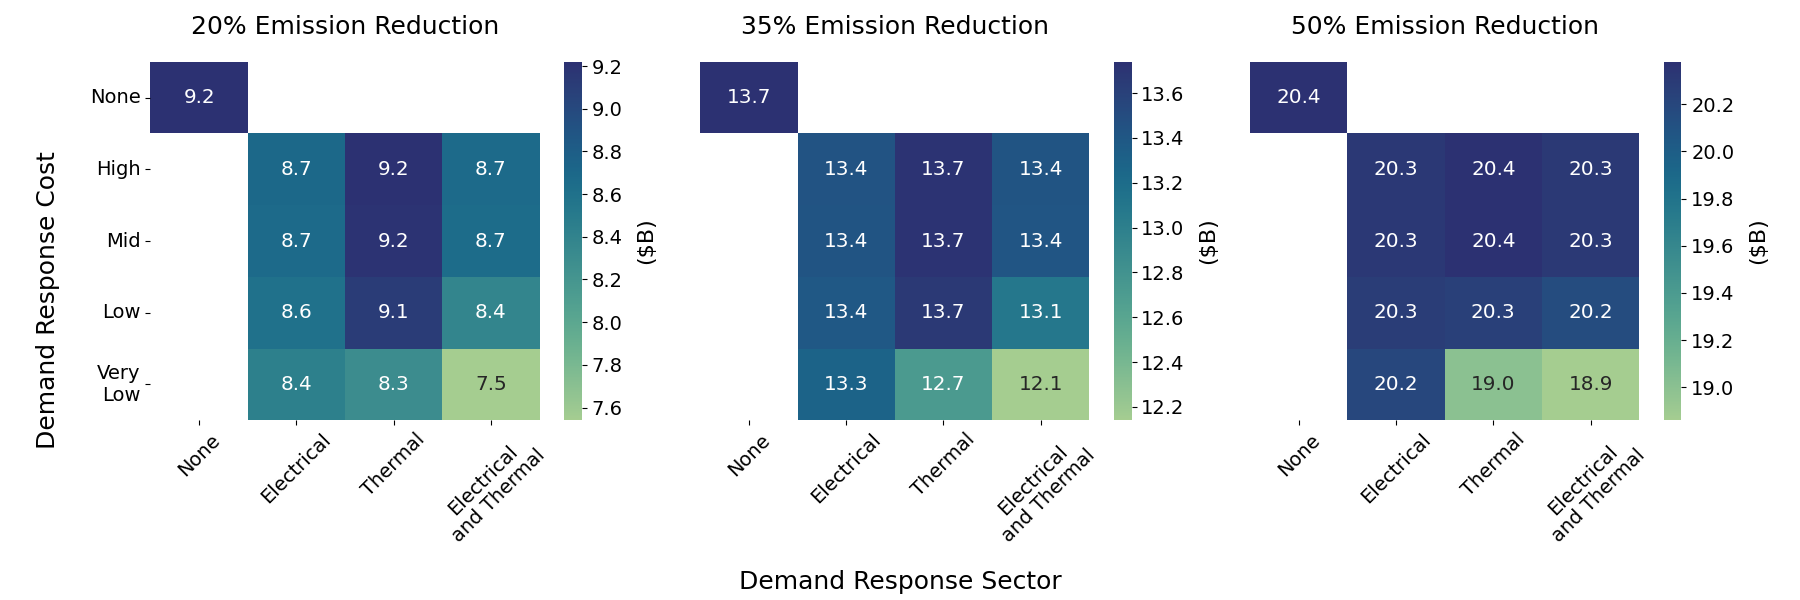 20% Emission Reduction
35% Emission Reduction
50% Emission Reduction
Demand Response Cost
None
High
Mid
Low
Very
Low
9.2
8.7 9.2 8.7
8.7 9.2 8.7
8.6 9.1 8.4
8.4 8.3 7.5
None
Electrical
Thermal
Electrical
and Thermal
9.2
9.0
8.8
8.6
8.4
8.2
8.0
7.8
7.6
($B)
13.7
13.4 13.7 13.4
13.4 13.7 13.4
13.4 13.7 13.1
13.3 12.7 12.1
None
Electrical
Thermal
Electrical
and Thermal
13.6
13.4
13.2
13.0
12.8
12.6
12.4
12.2
($B)
20.4
20.3 20.4 20.3
20.3 20.4 20.3
20.3 20.3 20.2
20.2 19.0 18.9
None
Electrical
Thermal
Electrical
and Thermal
20.2
20.0
19.8
19.6
19.4
19.2
19.0
($B)
Demand Response Sector